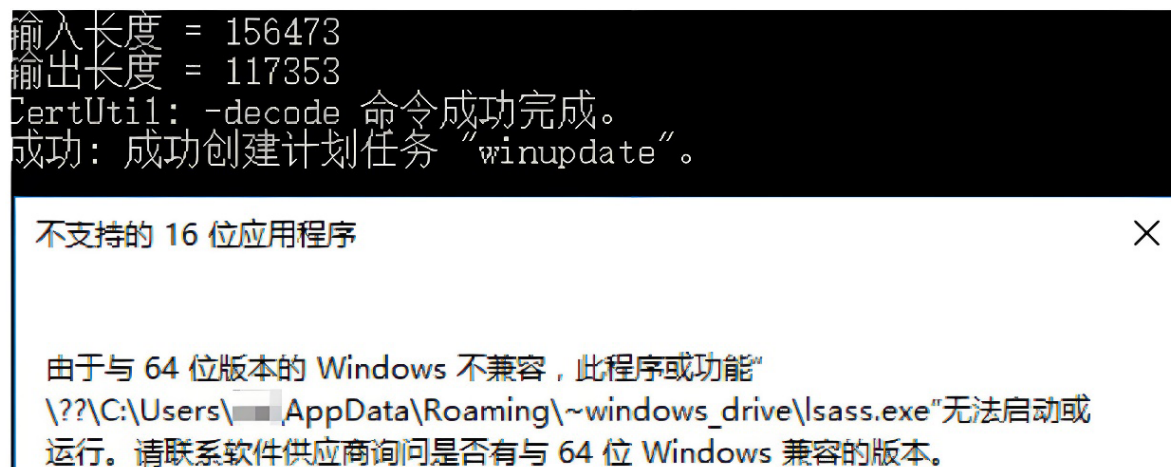 输入长度 = 156473
输出长度 = 117353
CertUtil: -decode 命令成功完成。
成功: 成功创建计划任务 "winupdate"。
不支持的 16 位应用程序
由于与 64 位版本的 Windows 不兼容，此程序或功能"
\??\C:\Users\ AppData\Roaming\~windows_drive\lsass.exe"无法启动或
运行。请联系软件供应商询问是否有与 64 位 Windows 兼容的版本。